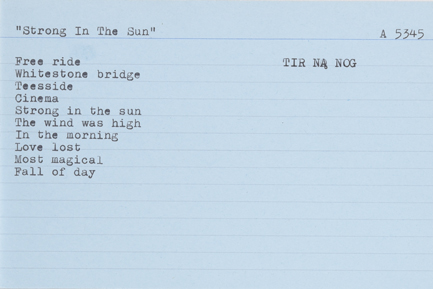 "Strong In The Sun"
A 5345
Free ride
TIR NA NOG
Whitestone bridge
Teesside
Cinema
Strong in the sun
The wind was high
In the morning
Love lost
Most magical
Fall of day